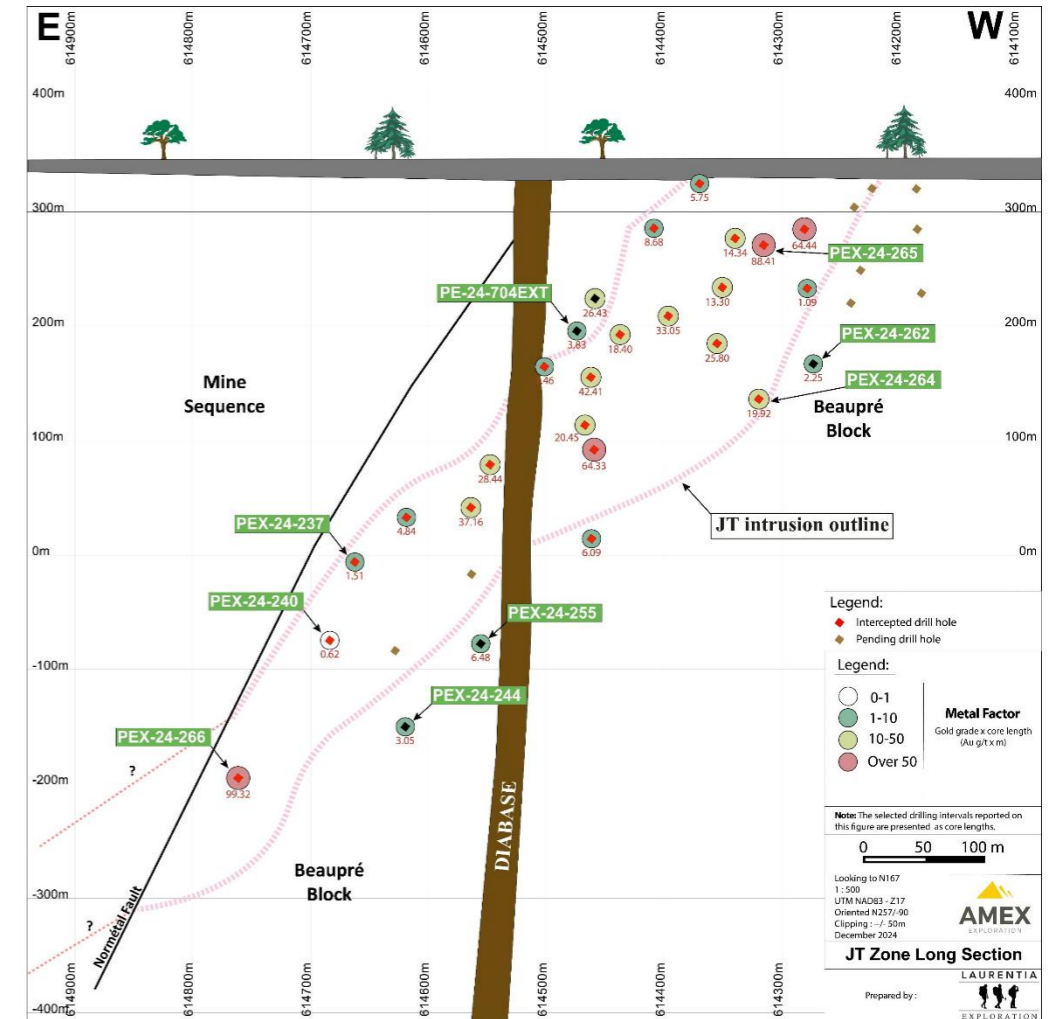 E
W
614900m
614800m
614700m
614600m
614500m
614400m
614300m
614200m
614100m
400m
400m
300m
300m
5.75
8.68
14.34
88.41
64.44
PEX-24-265
PE-24-704EXT
26.43
13.30
1.09
200m
200m
3.83
18.40
33.05
25.80
PEX-24-262
2.25
.46
42.41
PEX-24-264
19.92
Mine
Sequence
Beaupré
Block
100m
100m
20.45
64.33
28.44
37.16
JT intrusion outline
PEX-24-237
4.84
6.09
0m
0m
1.51
PEX-24-240
0.62
PEX-24-255
6.48
-100m
PEX-24-244
3.05
PEX-24-266
99.32
?
-200m
DIABASE
Beaupré
Block
-300m
?
Normétal Fault
-400m
614900m
614800m
614700m
614600m
614500m
614400m
614300m
Legend:
Intercepted drill hole
Pending drill hole
Legend:
0-1
1-10
10-50
Over 50
Metal Factor
Gold grade x core length
(Au g/t x m)
Note: The selected drilling intervals reported on
this figure are presented as core lengths.
0 50 100 m
Looking to N167
1 : 500
UTM NAD83 - Z17
Oriented N257/-90
Clipping : -/- 50m
December 2024
AMEX
EXPLORATION
JT Zone Long Section
Prepared by :
LAURENTIA
EXPLORATION